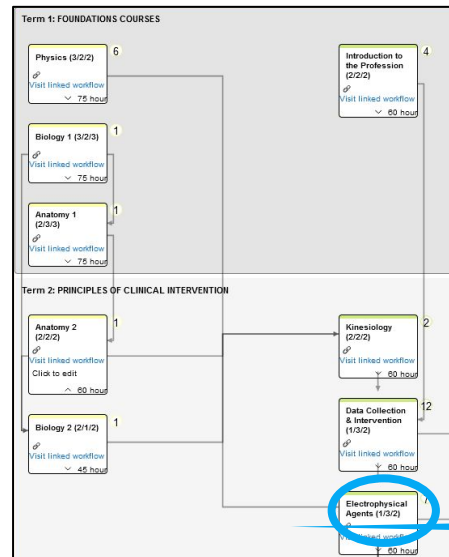 Term 1: FOUNDATIONS COURSES
Physics (3/2/2)
6
Visit linked workflow
75 hour
Introduction to
the Profession
(2/2/2)
4
Visit linked workflow
60 hour
Biology 1 (3/2/3)
1
Visit linked workflow
75 hour
Anatomy 1
(2/3/3)
1
Visit linked workflow
75 hour
Term 2: PRINCIPLES OF CLINICAL INTERVENTION
Anatomy 2
(2/2/2)
1
Visit linked workflow
Click to edit
60 hour
Kinesiology
(2/2/2)
2
Visit linked workflow
60 hour
Biology 2 (2/1/2)
1
Visit linked workflow
45 hour
Data Collection
& Intervention
(1/3/2)
12
Visit linked workflow
60 hour
Electrophysical
Agents (1/3/2)
7
Visit linked workflow
60 hour